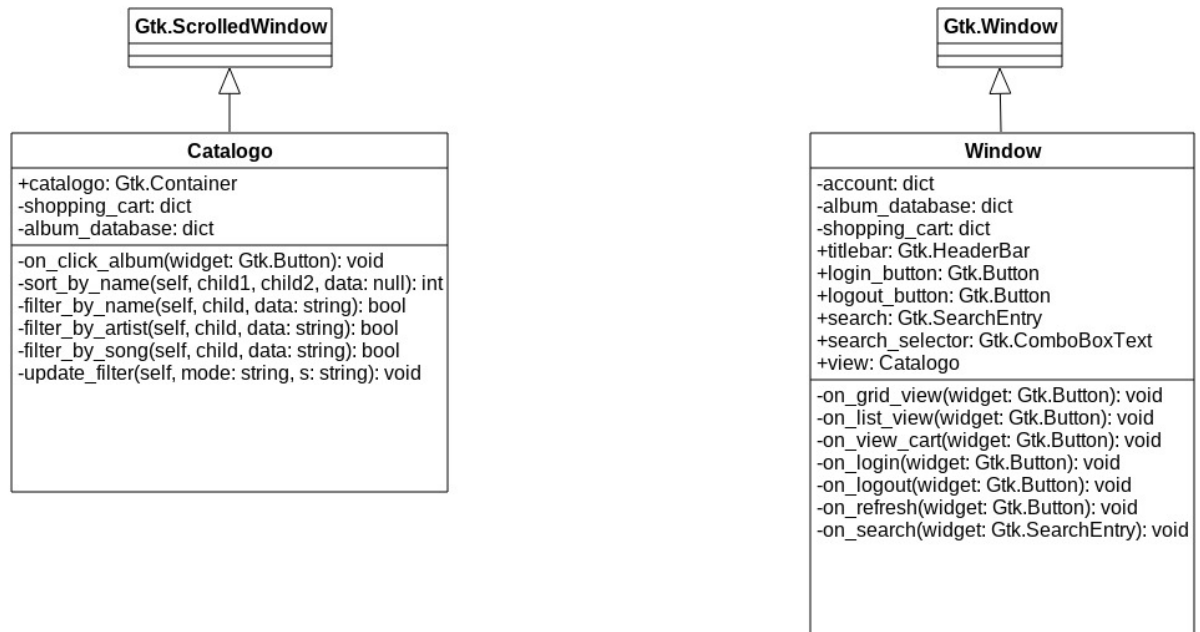 Gtk.ScrolledWindow
Catalogo
+catalogo: Gtk.Container
-shopping_cart: dict
-album_database: dict
-on_click_album(widget: Gtk.Button): void
-sort_by_name(self, child1, child2, data: null): int
-filter_by_name(self, child, data: string): bool
-filter_by_artist(self, child, data: string): bool
-filter_by_song(self, child, data: string): bool
-update_filter(self, mode: string, s: string): void
Gtk.Window
Window
-account: dict
-album_database: dict
-shopping_cart: dict
+titlebar: Gtk.HeaderBar
+login_button: Gtk.Button
+logout_button: Gtk.Button
+search: Gtk.SearchEntry
+search_selector: Gtk.ComboBoxText
+view: Catalogo
-on_grid_view(widget: Gtk.Button): void
-on_list_view(widget: Gtk.Button): void
-on_view_cart(widget: Gtk.Button): void
-on_login(widget: Gtk.Button): void
-on_logout(widget: Gtk.Button): void
-on_refresh(widget: Gtk.Button): void
-on_search(widget: Gtk.SearchEntry): void